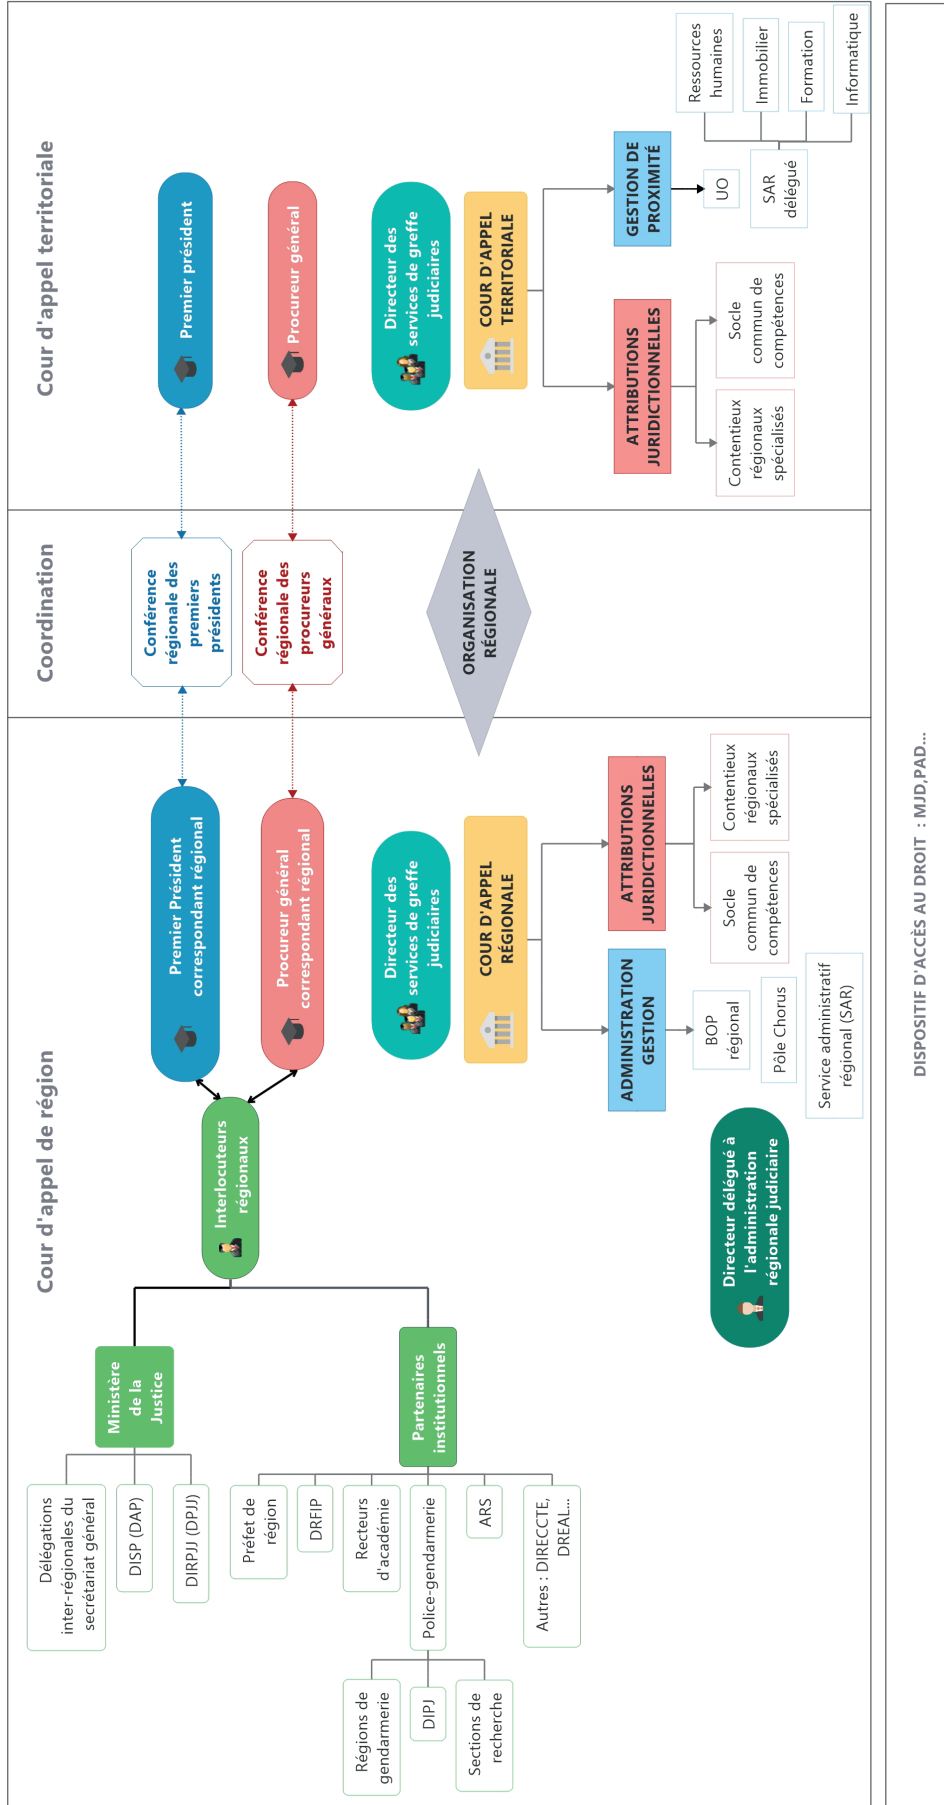 Cour d'appel de région
Coordination
Cour d'appel territoriale
Délégations
inter-régionales du
secrétariat général
DISP (DAP)
DIRPJJ (DPJJ)
Ministère
de la
Justice
Préfet de
région
DRFIP
Recteurs
d'académie
Police-gendarmerie
ARS
Autres : DIRECCTE,
DREAL...
Régions de
gendarmerie
DIPJ
Sections de
recherche
Partenaires
institutionnels
Interlocuteurs
régionaux
Premier Président
correspondant régional
Procureur général
correspondant régional
Conférence
régionale des
premiers
présidents
Conférence
régionale des
procureurs
généraux
Premier président
Procureur général
Directeur des
services de greffe
judiciaires
COUR D'APPEL
RÉGIONALE
ORGANISATION
RÉGIONALE
Directeur des
services de greffe
judiciaires
COUR D'APPEL
TERRITORIALE
ADMINISTRATION
GESTION
ATTRIBUTIONS
JURIDICTIONNELLES
ATTRIBUTIONS
JURIDICTIONNELLES
GESTION DE
PROXIMITÉ
Directeur délégué à
l'administration
régionale judiciaire
BOP
régional
Pôle Chorus
Service administratif
régional (SAR)
Socle
commun de
compétences
Contentieux
régionaux
spécialisés
Contentieux
régionaux
spécialisés
Socle
commun de
compétences
UO
SAR
délégué
Ressources
humaines
Immobilier
Formation
Informatique
DISPOSITIF D'ACCÈS AU DROIT : MJD,PAD...